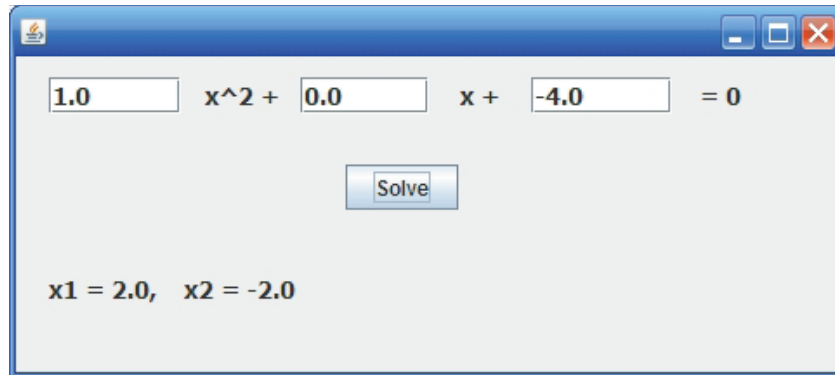 1.0 x^2 + 0.0 x + -4.0 = 0
Solve
x1 = 2.0, x2 = -2.0